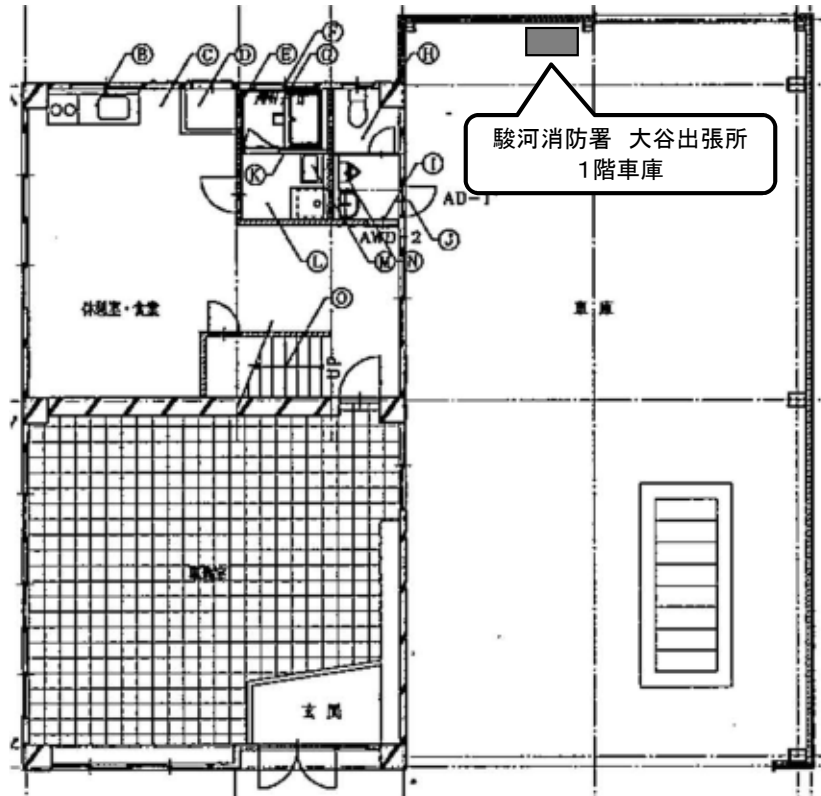 Ⓑ Ⓒ Ⓓ Ⓔ Ⓕ Ⓖ Ⓗ
駿河消防署 大谷出張所
1階車庫
Ⓘ
Ⓚ
AD-1
AWD-2
Ⓙ
Ⓛ Ⓜ Ⓝ
休憩室・食堂
Ⓞ
車庫
UP
玄関